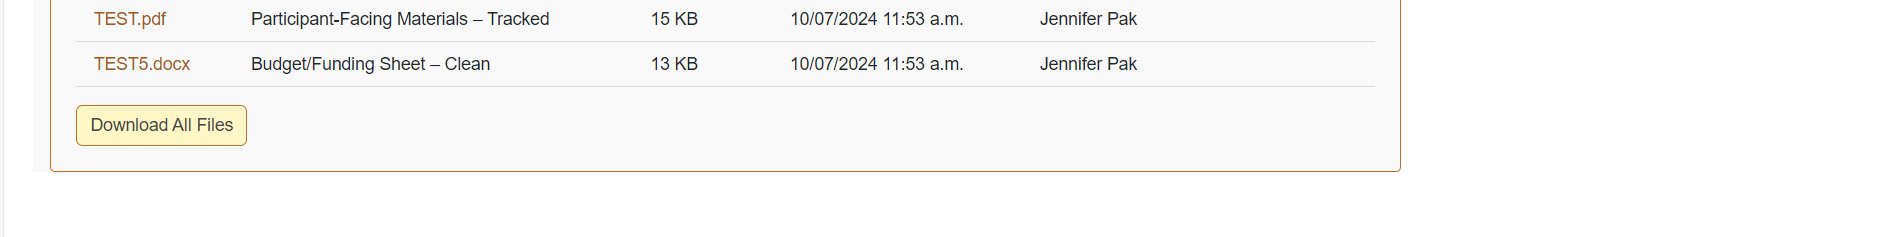 TEST.pdf Participant-Facing Materials – Tracked 15 KB 10/07/2024 11:53 a.m. Jennifer Pak
TEST5.docx Budget/Funding Sheet – Clean 13 KB 10/07/2024 11:53 a.m. Jennifer Pak
Download All Files